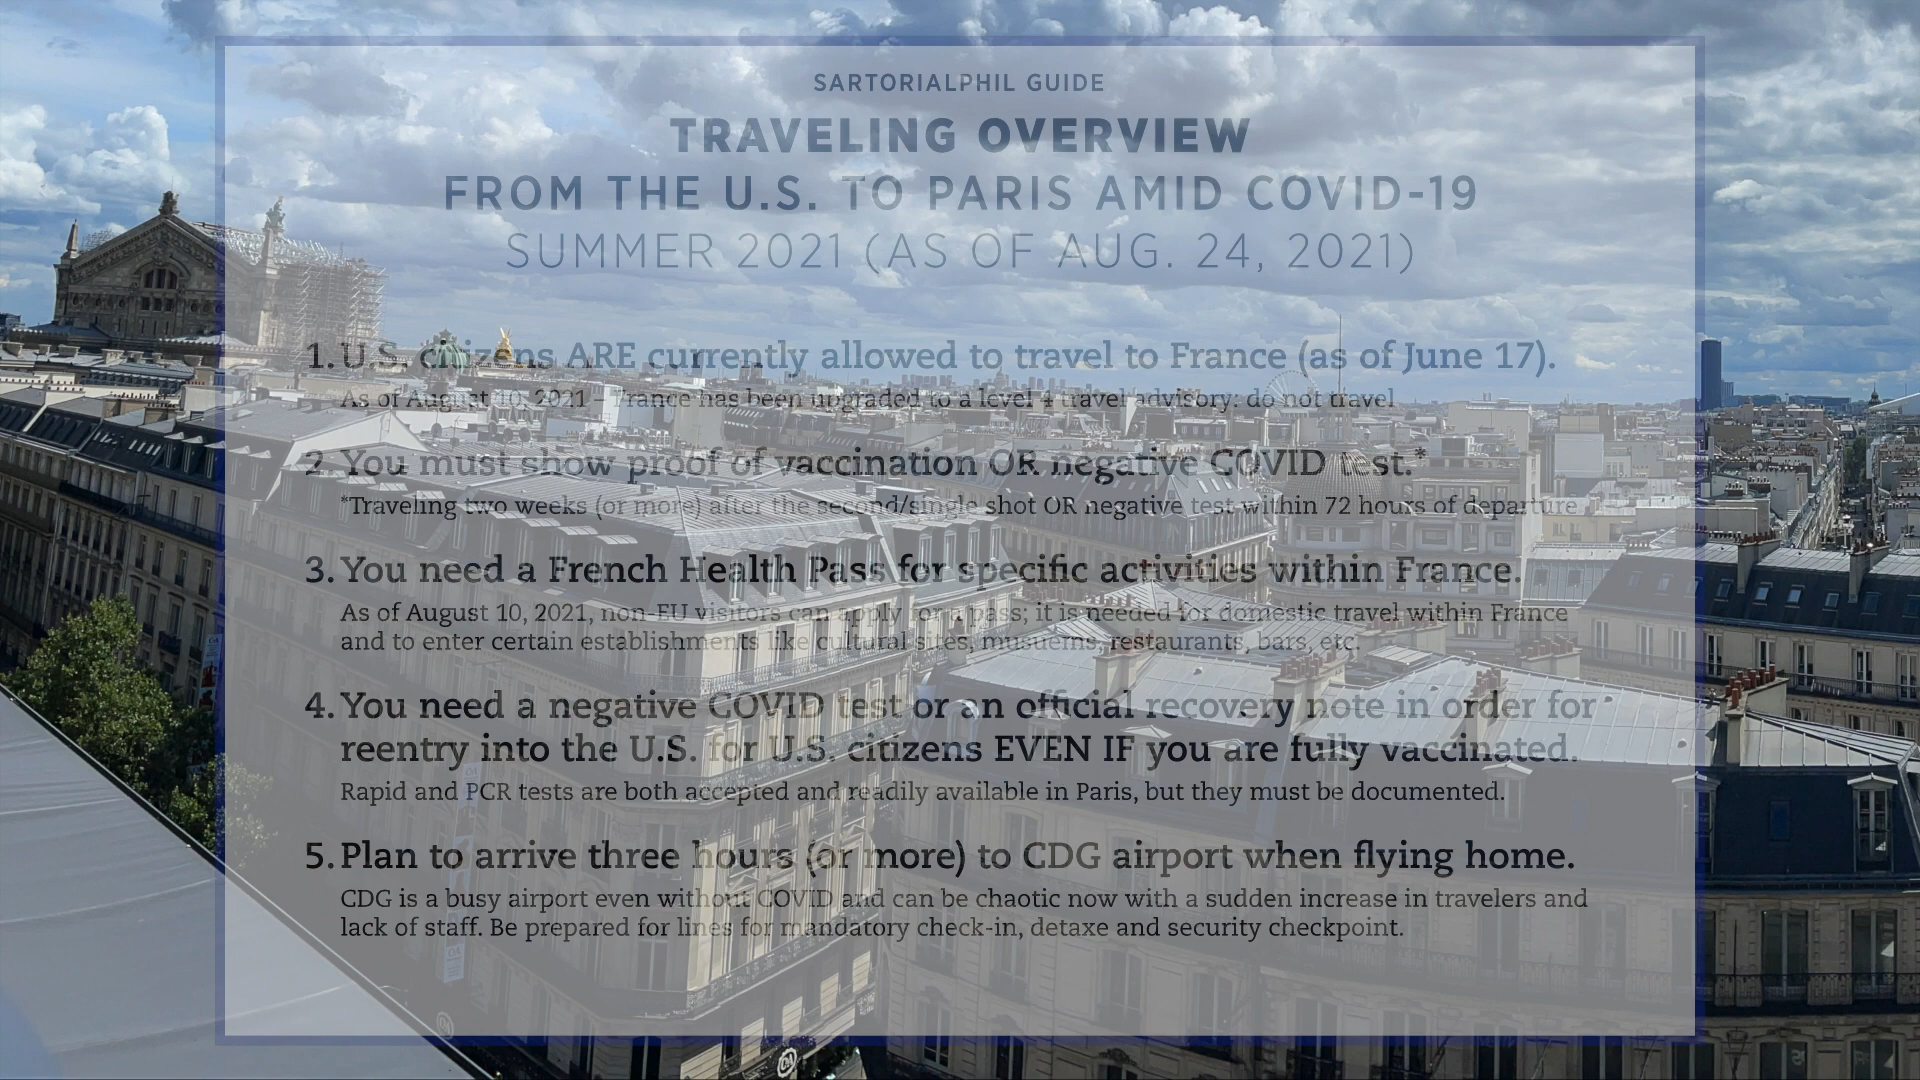 SARTORIALPHIL GUIDE
TRAVELING OVERVIEW
FROM THE U.S. TO PARIS AMID COVID-19
SUMMER 2021 (AS OF AUG. 24, 2021)
1. U.S. citizens ARE currently allowed to travel to France (as of June 17).
As of August 10, 2021 – France has been upgraded to a level 4 travel advisory: do not travel
2. You must show proof of vaccination OR negative COVID test.*
*Traveling two weeks (or more) after the second/single shot OR negative test within 72 hours of departure
3. You need a French Health Pass for specific activities within France.
As of August 10, 2021, non-EU visitors can apply for a pass; it is needed for domestic travel within France
and to enter certain establishments like cultural sites, musuems, restaurants, bars, etc.
4. You need a negative COVID test or an official recovery note in order for
reentry into the U.S. for U.S. citizens EVEN IF you are fully vaccinated.
Rapid and PCR tests are both accepted and readily available in Paris, but they must be documented.
5. Plan to arrive three hours (or more) to CDG airport when flying home.
CDG is a busy airport even without COVID and can be chaotic now with a sudden increase in travelers and
lack of staff. Be prepared for lines for mandatory check-in, detaxe and security checkpoint.